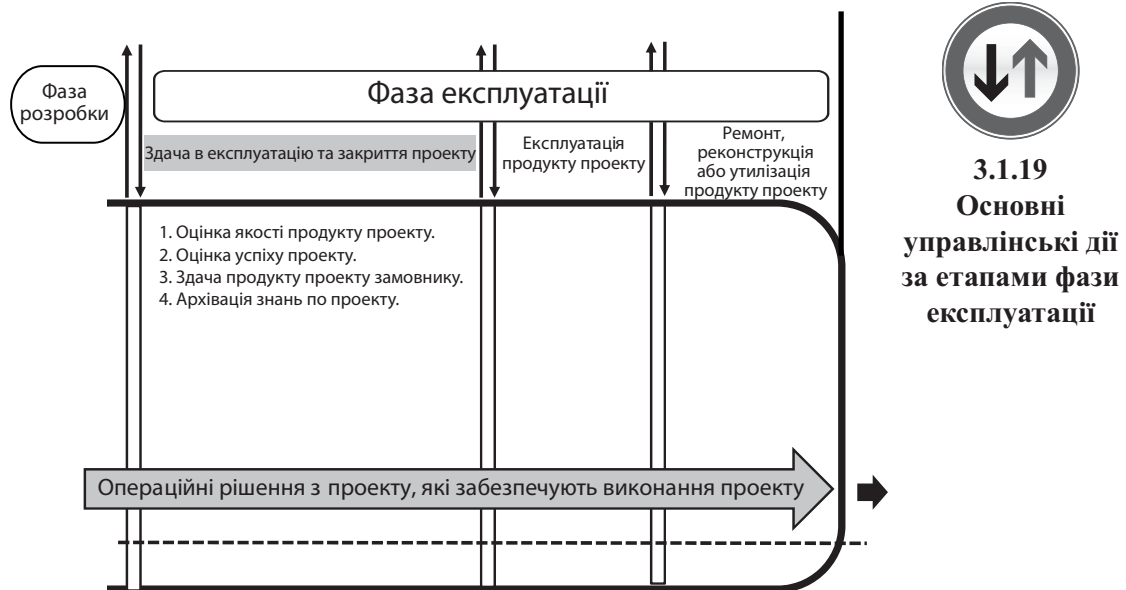 Фаза
розробки
Фаза експлуатації
Здача в експлуатацію та закриття проекту
Експлуатація
продукту проекту
Ремонт,
реконструкція
або утилізація
продукту проекту
1. Оцінка якості продукту проекту.
2. Оцінка успіху проекту.
3. Здача продукту проекту замовнику.
4. Архівація знань по проекту.
Операційні рішення з проекту, які забезпечують виконання проекту
3.1.19
Основні
управлінські дії
за етапами фази
експлуатації